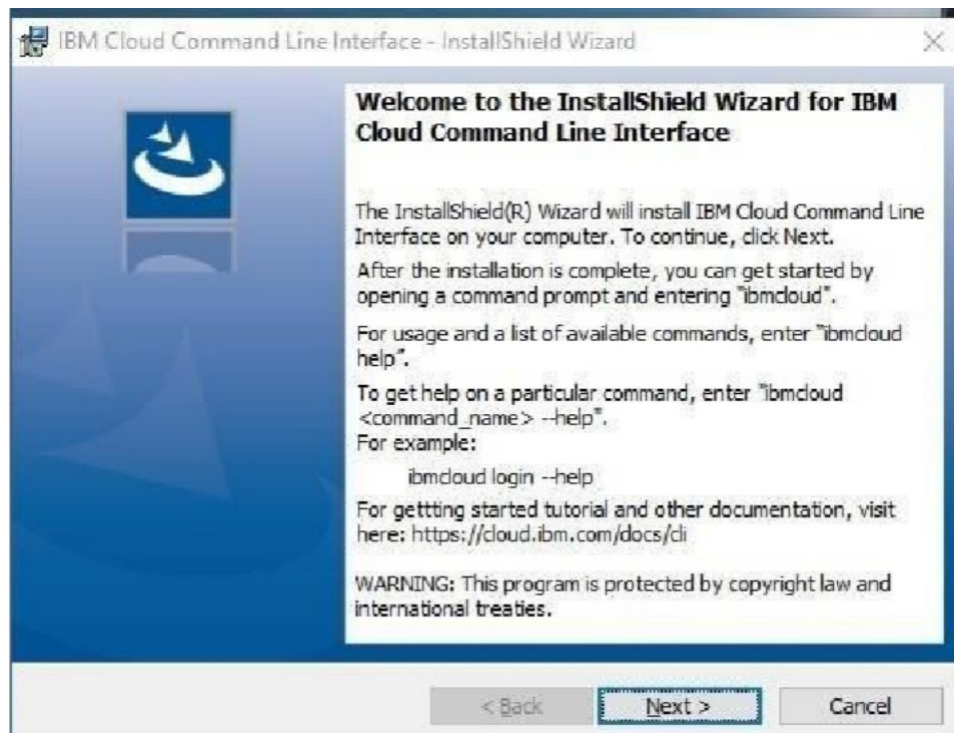 IBM Cloud Command Line Interface - InstallShield Wizard
Welcome to the InstallShield Wizard for IBM
Cloud Command Line Interface
The InstallShield(R) Wizard will install IBM Cloud Command Line
Interface on your computer. To continue, click Next.
After the installation is complete, you can get started by
opening a command prompt and entering "ibmcloud".
For usage and a list of available commands, enter "ibmcloud
help".
To get help on a particular command, enter "ibmcloud
<command_name> --help".
For example:
ibmcloud login --help
For gettting started tutorial and other documentation, visit
here: https://cloud.ibm.com/docs/cli
WARNING: This program is protected by copyright law and
international treaties.
< Back Next > Cancel